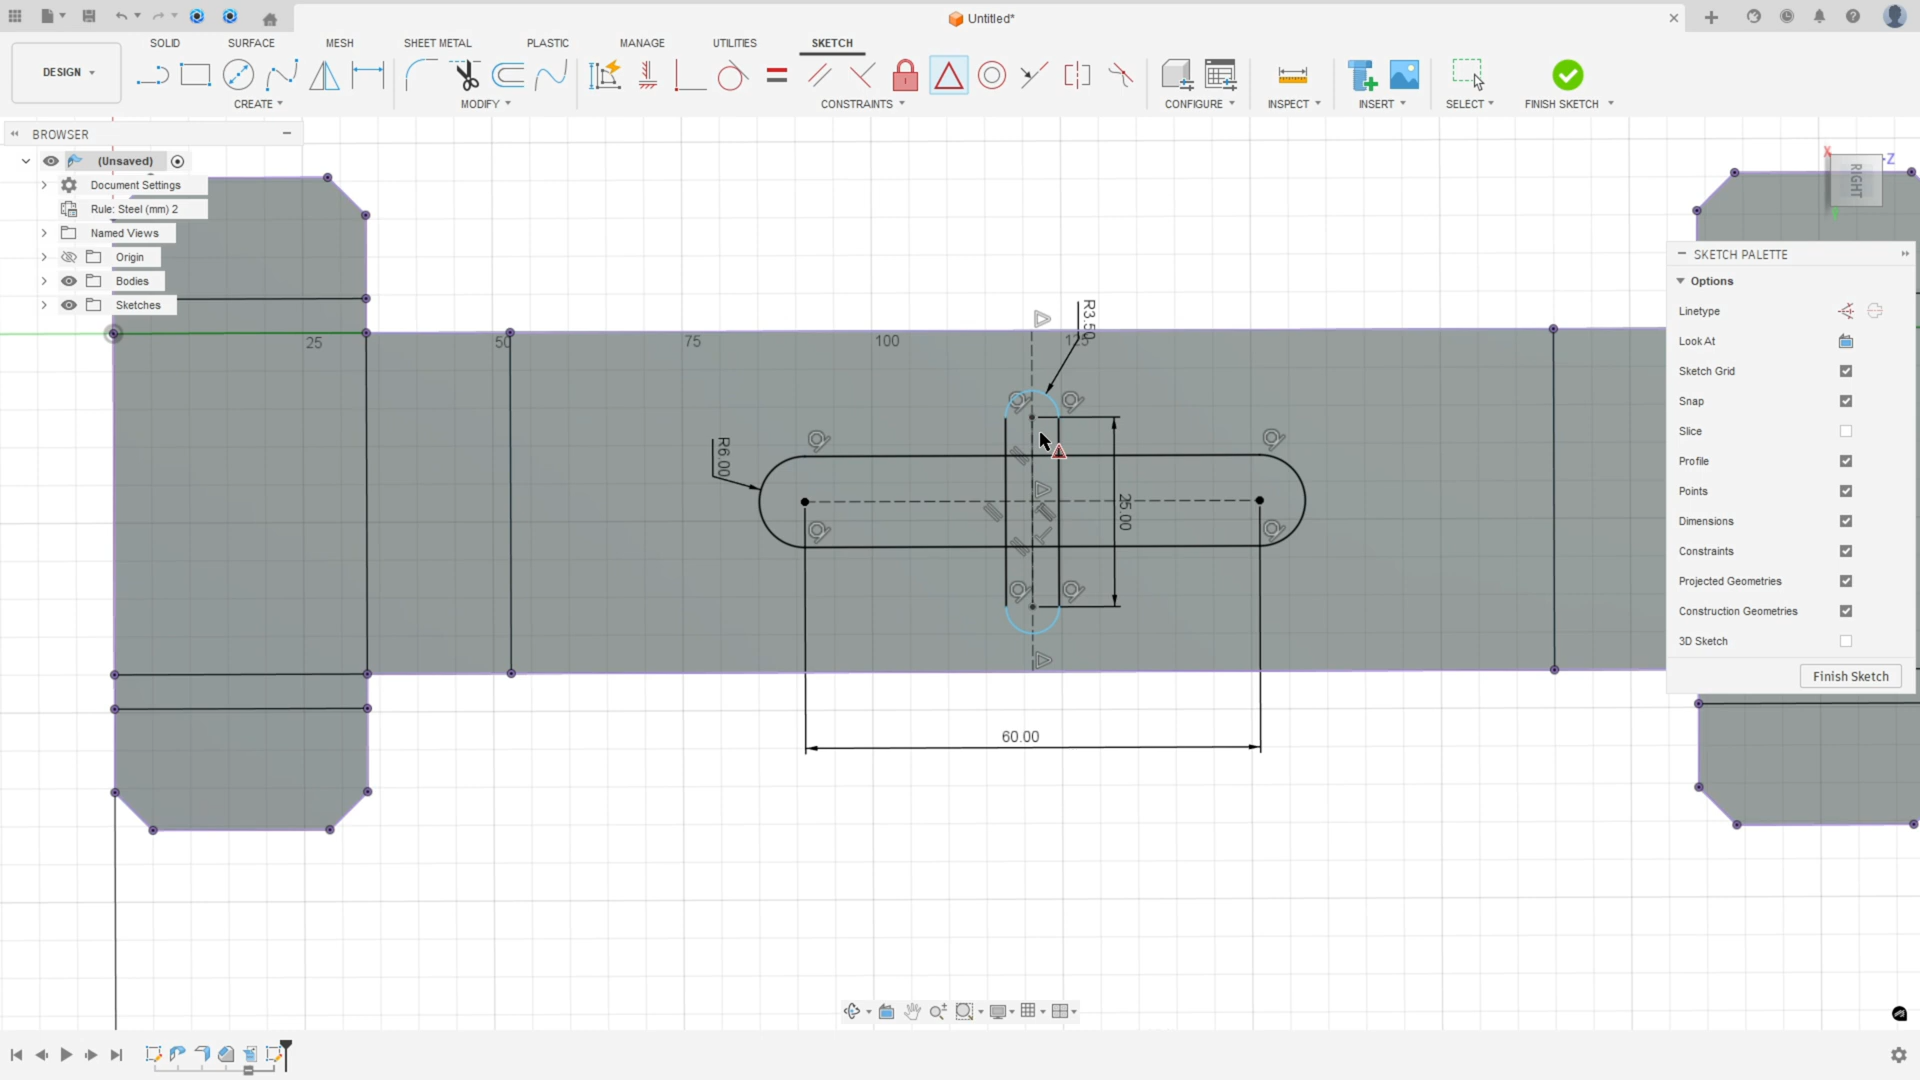 Untitled*
DESIGN
SOLID
SURFACE
MESH
SHEET METAL
PLASTIC
MANAGE
UTILITIES
SKETCH
CREATE
MODIFY
CONSTRAINTS
CONFIGURE
INSPECT
INSERT
SELECT
FINISH SKETCH
BROWSER
(Unsaved)
Document Settings
Rule: Steel (mm) 2
Named Views
Origin
Bodies
Sketches
25
50
75
100
125
R3.50
R6.00
25.00
60.00
X
-Z
RIGHT
SKETCH PALETTE
Options
Linetype
Look At
Sketch Grid
Snap
Slice
Profile
Points
Dimensions
Constraints
Projected Geometries
Construction Geometries
3D Sketch
Finish Sketch